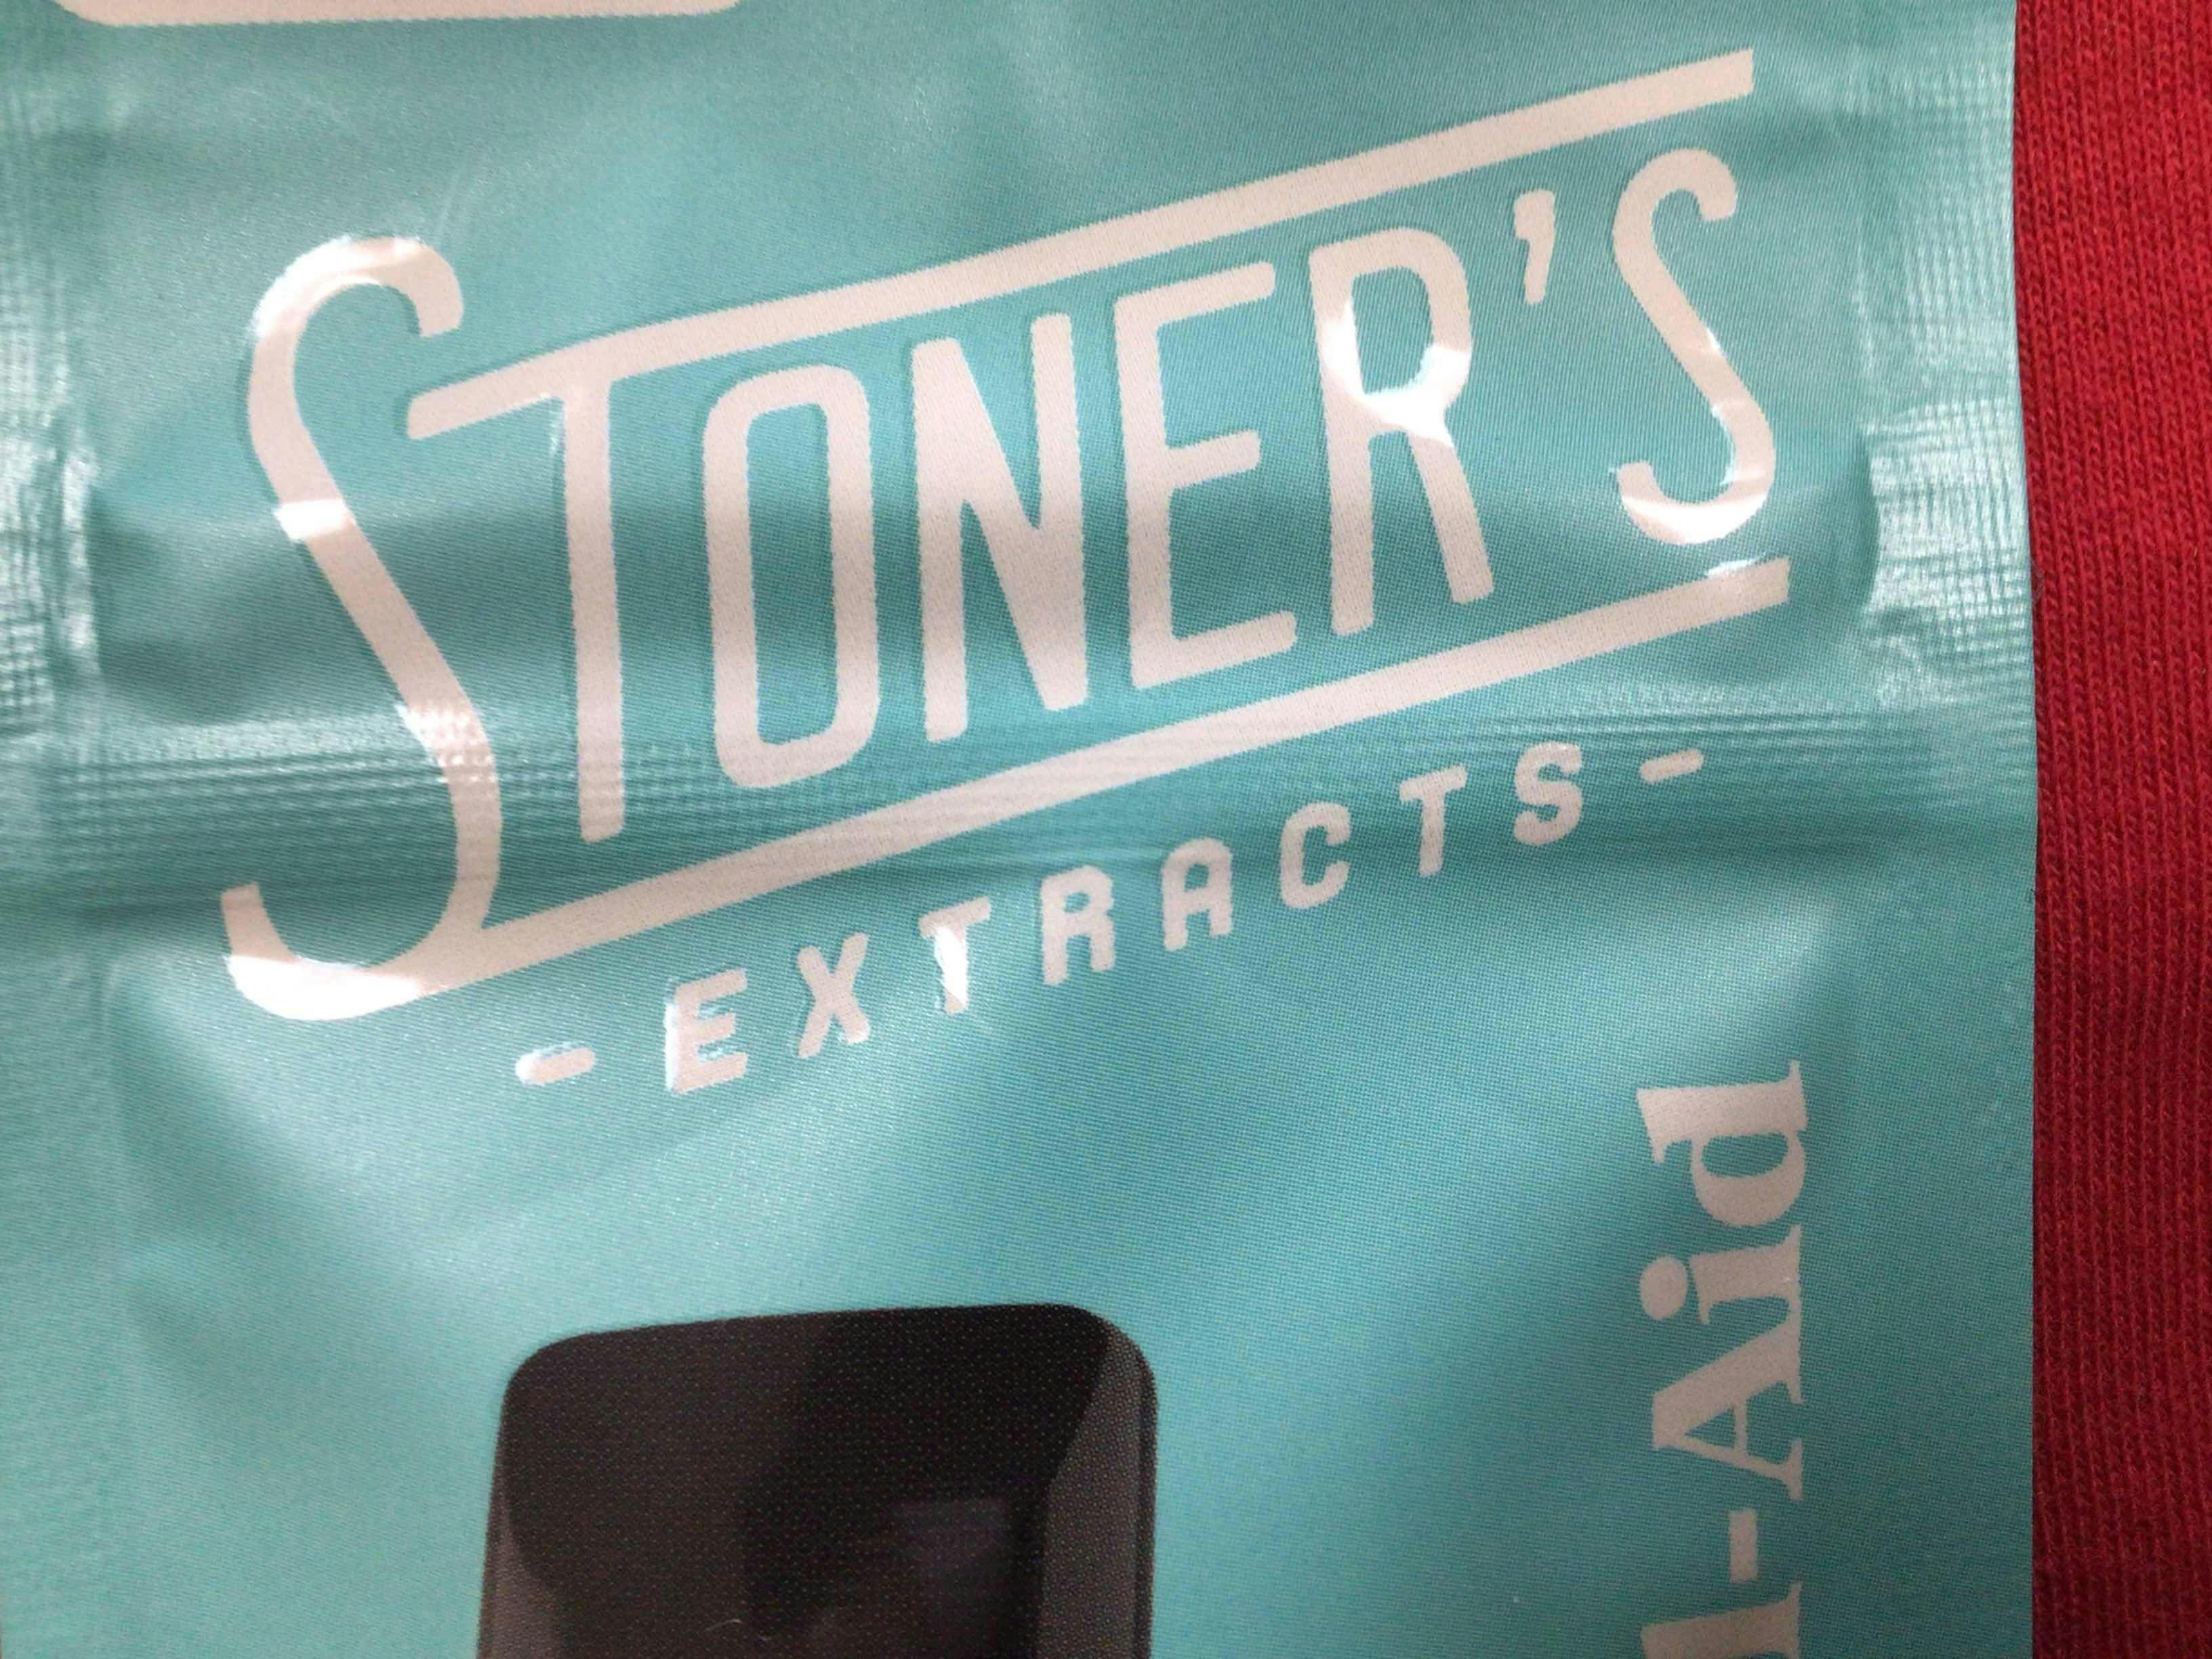 STONER'S
- EXTRACTS -
-Aid